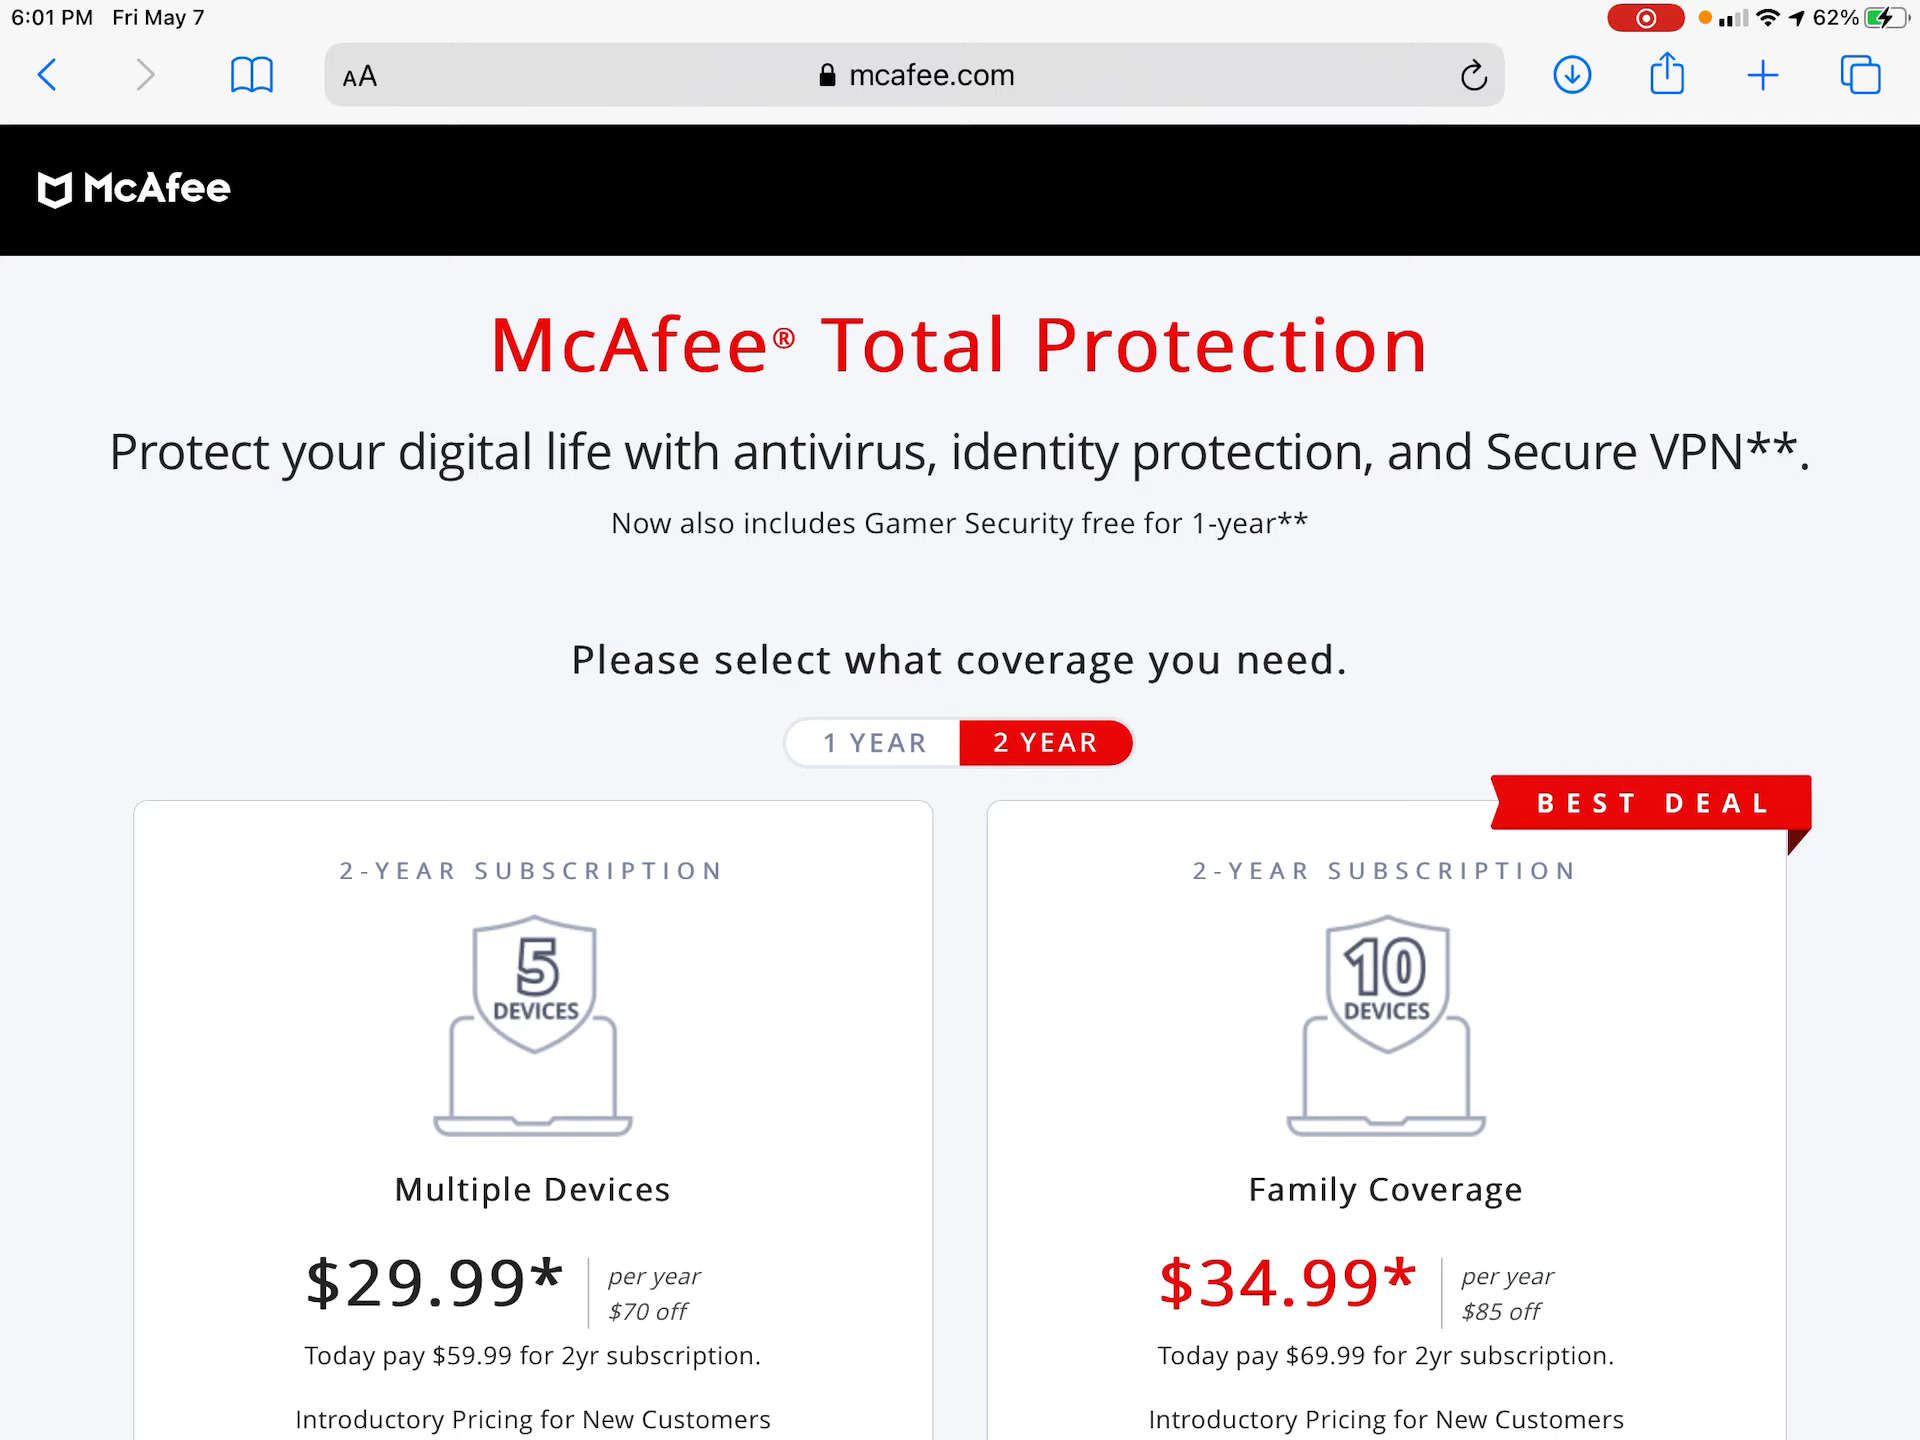 6:01 PM Fri May 7
62%
AA mcafee.com
McAfee
McAfee® Total Protection
Protect your digital life with antivirus, identity protection, and Secure VPN**.
Now also includes Gamer Security free for 1-year**
Please select what coverage you need.
1 YEAR 2 YEAR
BEST DEAL
2-YEAR SUBSCRIPTION
5
DEVICES
Multiple Devices
$29.99*
per year
$70 off
Today pay $59.99 for 2yr subscription.
Introductory Pricing for New Customers
2-YEAR SUBSCRIPTION
10
DEVICES
Family Coverage
$34.99*
per year
$85 off
Today pay $69.99 for 2yr subscription.
Introductory Pricing for New Customers